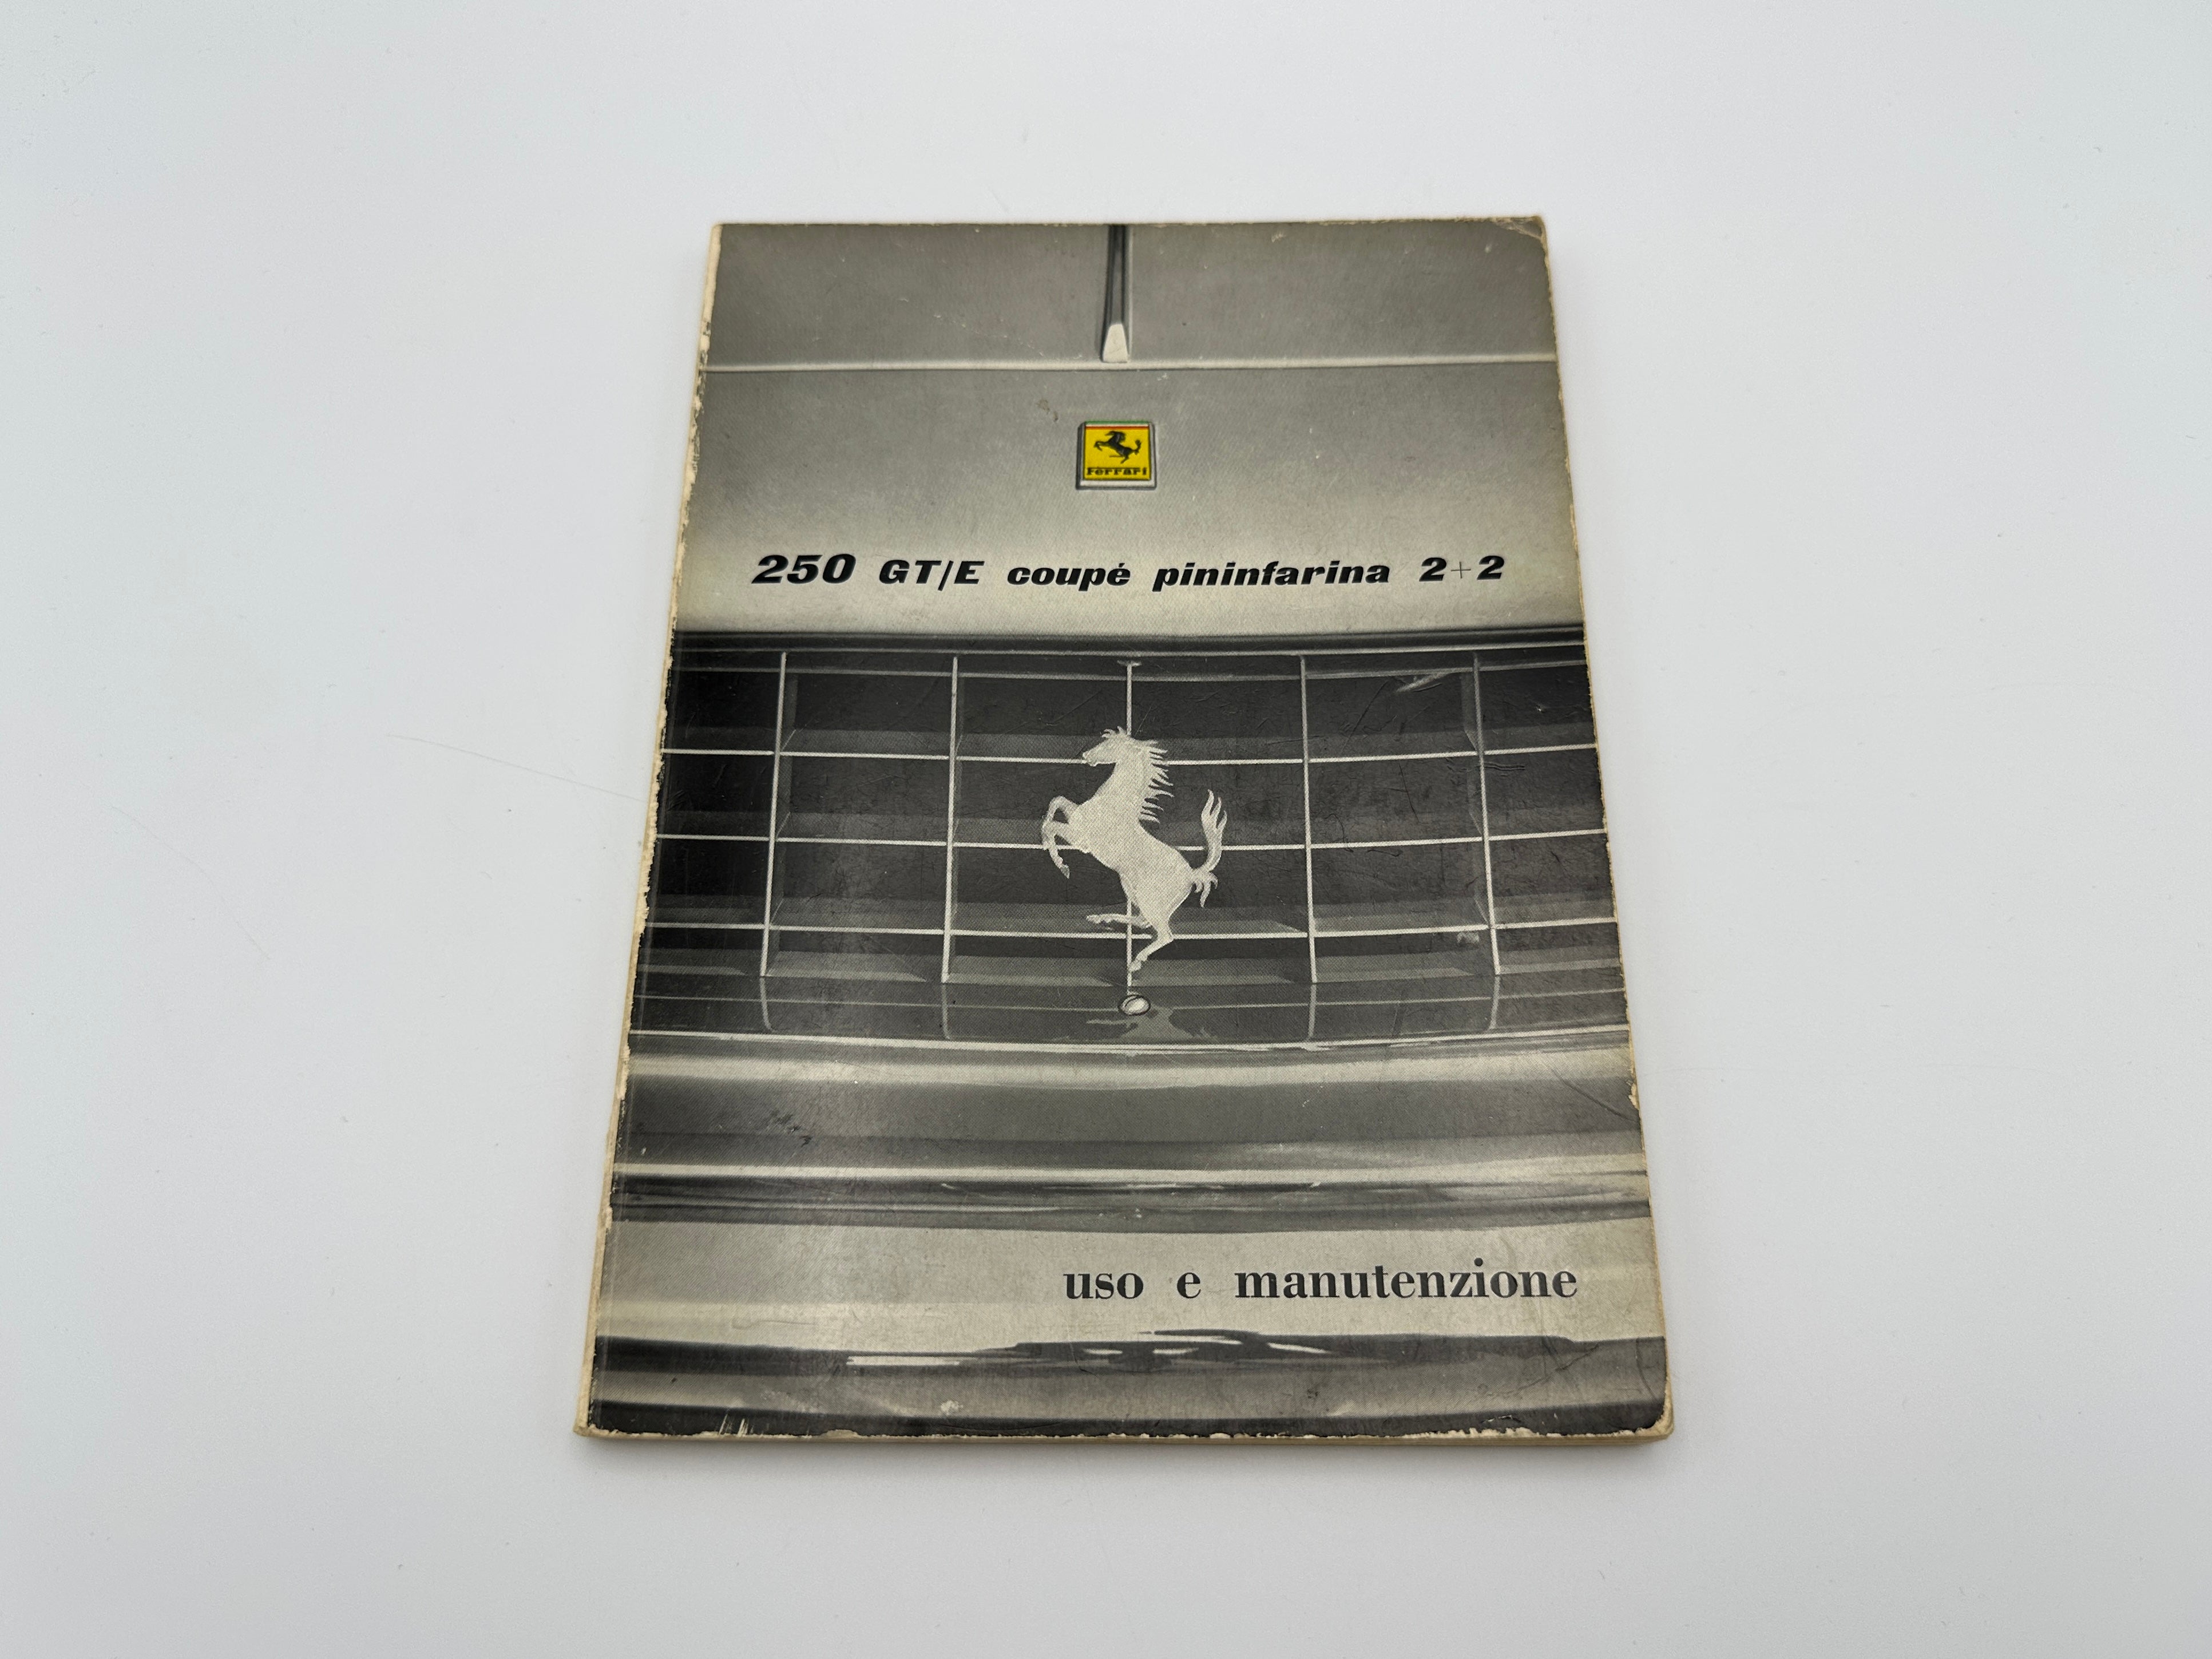 Ferrari
250 GT/E coupé pininfarina 2+2
uso e manutenzione